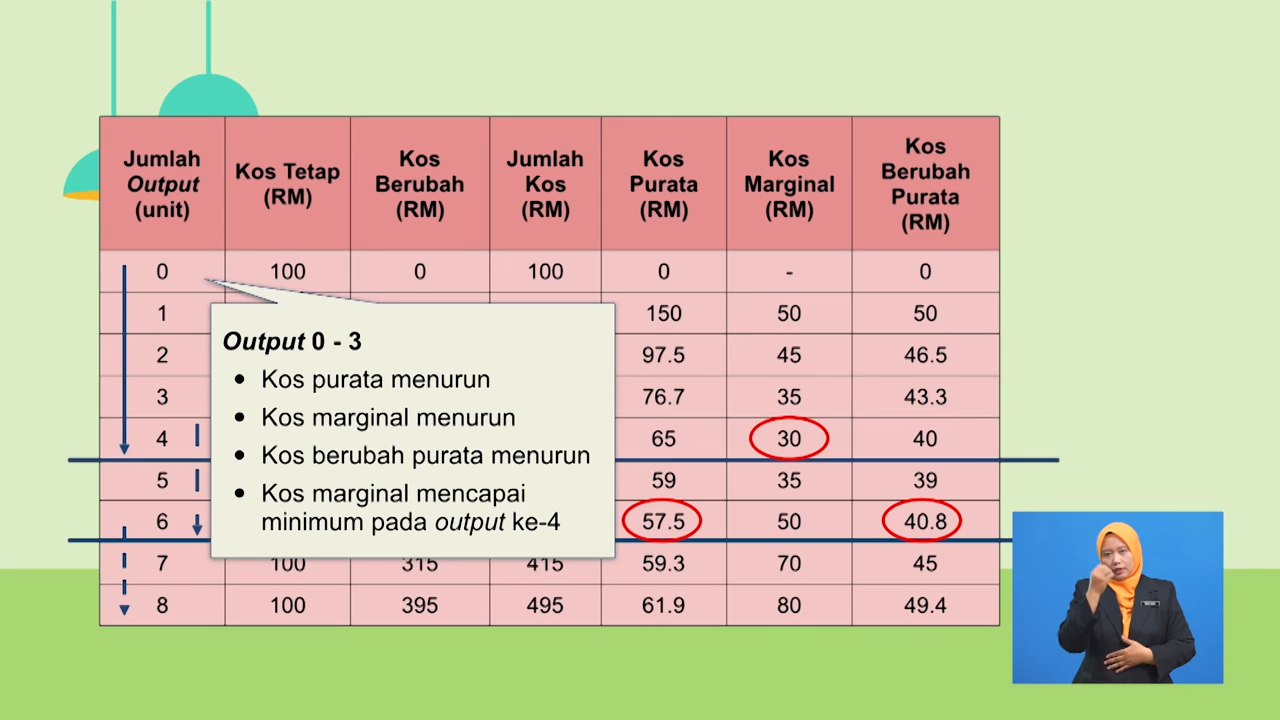 Jumlah Output (unit) Kos Tetap (RM) Kos Berubah (RM) Jumlah Kos (RM) Kos Purata (RM) Kos Marginal (RM) Kos Berubah Purata (RM)
0 100 0 100 0 - 0
1 150 50 50
2 97.5 45 46.5
3 76.7 35 43.3
4 65 30 40
5 59 35 39
6 57.5 50 40.8
7 100 315 415 59.3 70 45
8 100 395 495 61.9 80 49.4
Output 0 - 3
• Kos purata menurun
• Kos marginal menurun
• Kos berubah purata menurun
• Kos marginal mencapai
minimum pada output ke-4